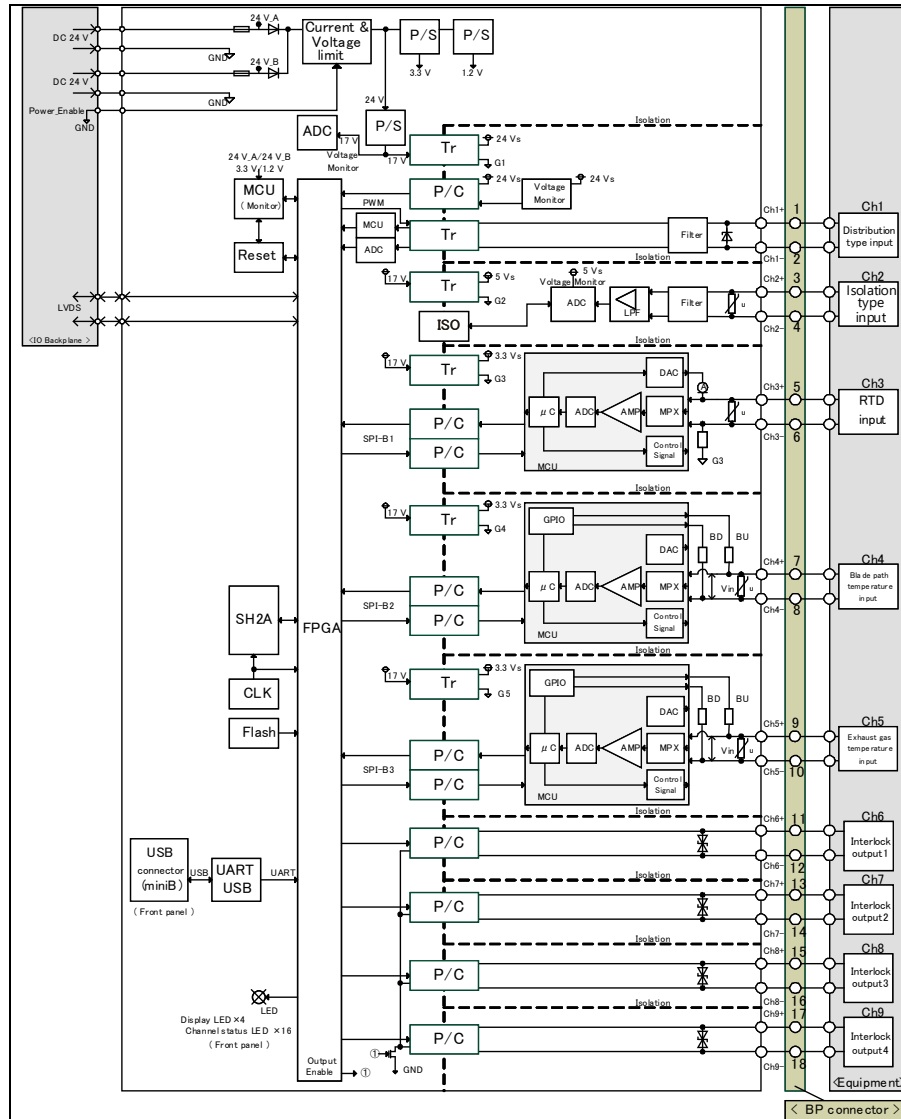 DC 24 V
24 V_A
GND
DC 24 V
24 V_B
GND
Power_Enable
GND
Current &
Voltage
limit
P/S
P/S
3.3 V
1.2 V
24 V
P/S
ADC
17 V
Voltage
Monitor
17 V
Isolation
Tr
24 Vs
G1
24 V_A/24 V_B
3.3 V/1.2 V
MCU
(Monitor)
Reset
P/C
24 Vs
Voltage
Monitor
24 Vs
PWM
MCU
ADC
Tr
Filter
Ch1+
1
Ch1-
2
Ch1
Distribution
type input
Isolation
LVDS
<IO Backplane >
17 V
Tr
5 Vs
G2
5 Vs
Voltage Monitor
ISO
ADC
LPF
Filter
u
Ch2+
3
Ch2-
4
Ch2
Isolation
type
input
Isolation
17 V
Tr
3.3 Vs
G3
SPI-B1
P/C
P/C
DAC
A
μC
ADC
AMP
MPX
Control
Signal
MCU
u
G3
Ch3+
5
Ch3-
6
Ch3
RTD
input
Isolation
17 V
Tr
3.3 Vs
G4
SPI-B2
P/C
P/C
GPIO
DAC
BD
BU
μC
ADC
AMP
MPX
Control
Signal
MCU
Vin
u
Ch4+
7
Ch4-
8
Ch4
Blade path
temperature
input
Isolation
SH2A
FPGA
CLK
Flash
17 V
Tr
3.3 Vs
G5
SPI-B3
P/C
P/C
GPIO
DAC
BD
BU
μC
ADC
AMP
MPX
Control
Signal
MCU
Vin
u
Ch5+
9
Ch5-
10
Ch5
Exhaust gas
temperature
input
Isolation
USB
connector
(miniB)
(Front panel)
USB
UART
USB
UART
P/C
Ch6+
11
Ch6-
12
Ch6
Interlock
output1
Isolation
P/C
Ch7+
13
Ch7-
14
Ch7
Interlock
output2
Isolation
P/C
Ch8+
15
Ch8-
16
Ch8
Interlock
output3
Isolation
LED
Display LED×4
Channel status LED ×16
(Front panel)
P/C
①
GND
Output
Enable
①
Ch9+
17
Ch9-
18
Ch9
Interlock
output4
<Equipment>
< BP connector >